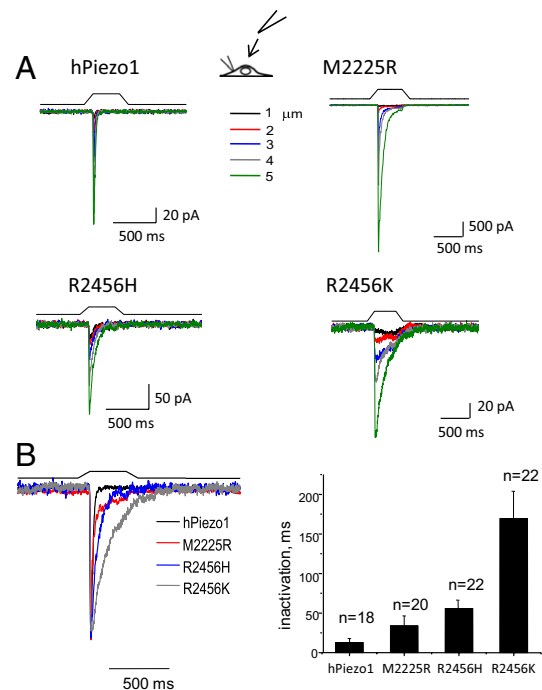 A
hPiezo1
M2225R
1 μm
2
3
4
5
20 pA
500 ms
500 pA
500 ms
R2456H
R2456K
50 pA
500 ms
20 pA
500 ms
B
hPiezo1
M2225R
R2456H
R2456K
500 ms
inactivation, ms
200
150
100
50
0
n=18
n=20
n=22
n=22
hPiezo1 M2225R R2456H R2456K